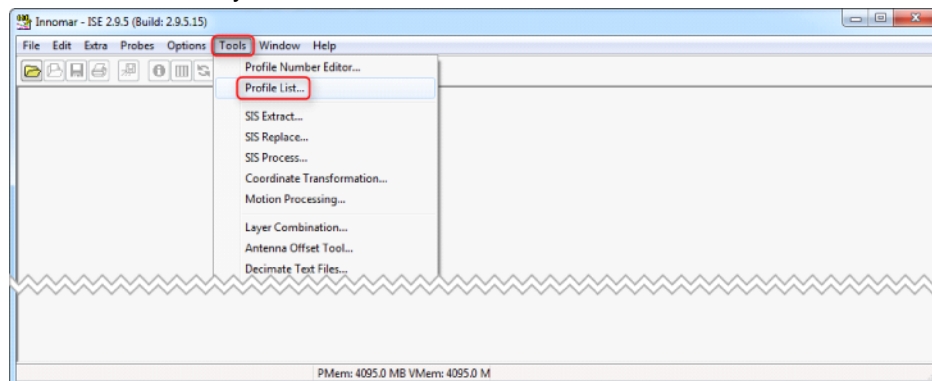 Innomar - ISE 2.9.5 (Build: 2.9.5.15)
File Edit Extra Probes Options Tools Window Help
Profile Number Editor...
Profile List...
SIS Extract...
SIS Replace...
SIS Process...
Coordinate Transformation...
Motion Processing...
Layer Combination...
Antenna Offset Tool...
Decimate Text Files...
PMem: 4095.0 MB VMem: 4095.0 M